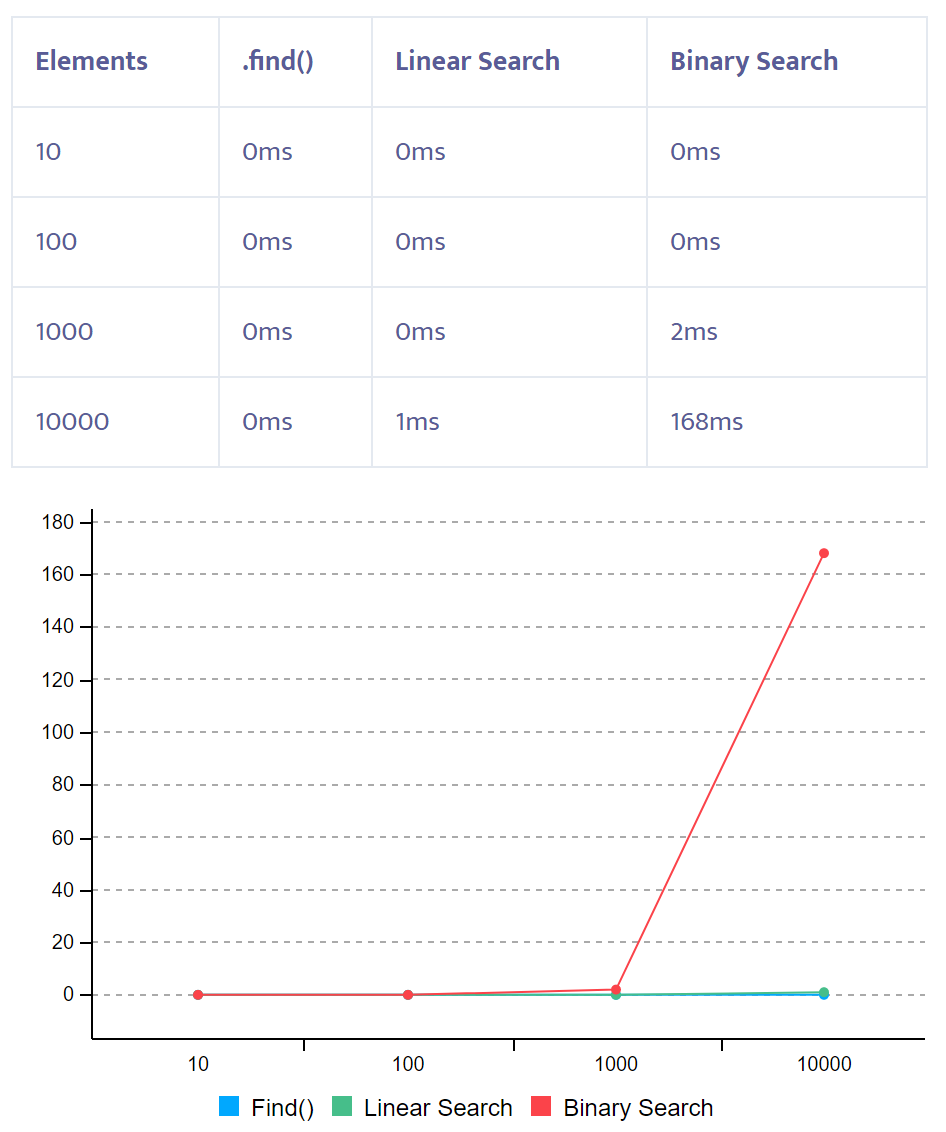 Elements .find() Linear Search Binary Search
10 0ms 0ms 0ms
100 0ms 0ms 0ms
1000 0ms 0ms 2ms
10000 0ms 1ms 168ms
180
160
140
120
100
80
60
40
20
0
10 100 1000 10000
Find() Linear Search Binary Search